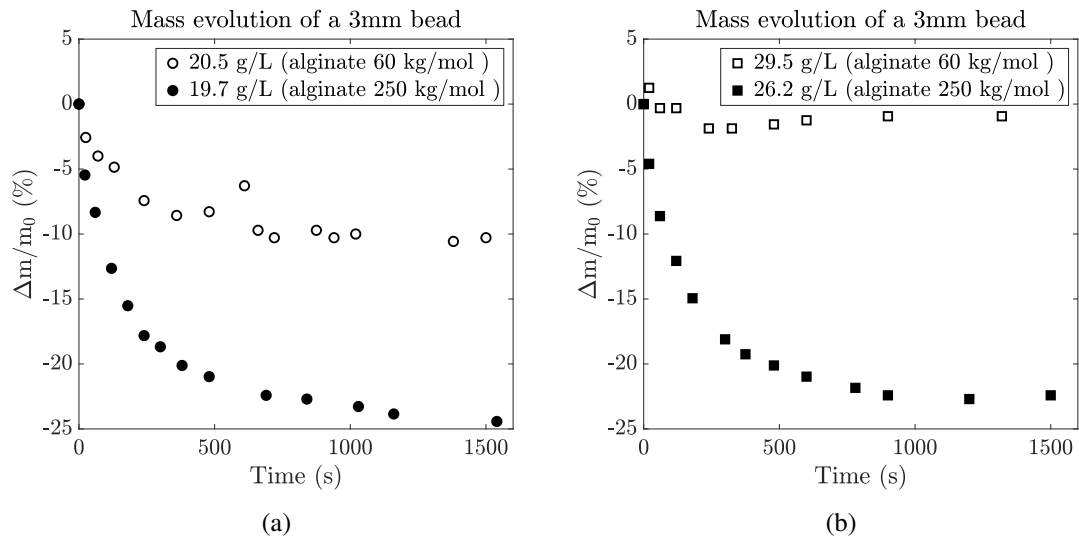 Mass evolution of a 3mm bead
5
0
-5
-10
-15
-20
-25
Δm/m₀ (%)
20.5 g/L (alginate 60 kg/mol )
19.7 g/L (alginate 250 kg/mol )
0
500
1000
1500
Time (s)
(a)
Mass evolution of a 3mm bead
5
0
-5
-10
-15
-20
-25
Δm/m₀ (%)
29.5 g/L (alginate 60 kg/mol )
26.2 g/L (alginate 250 kg/mol )
0
500
1000
1500
Time (s)
(b)